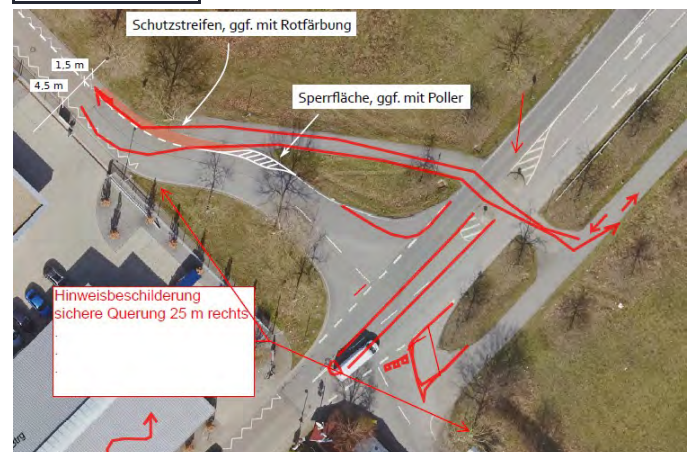 Schutzstreifen, ggf. mit Rotfärbung
1,5 m
4,5 m
Sperrfläche, ggf. mit Poller
Hinweisbeschilderung
sichere Querung 25 m rechts